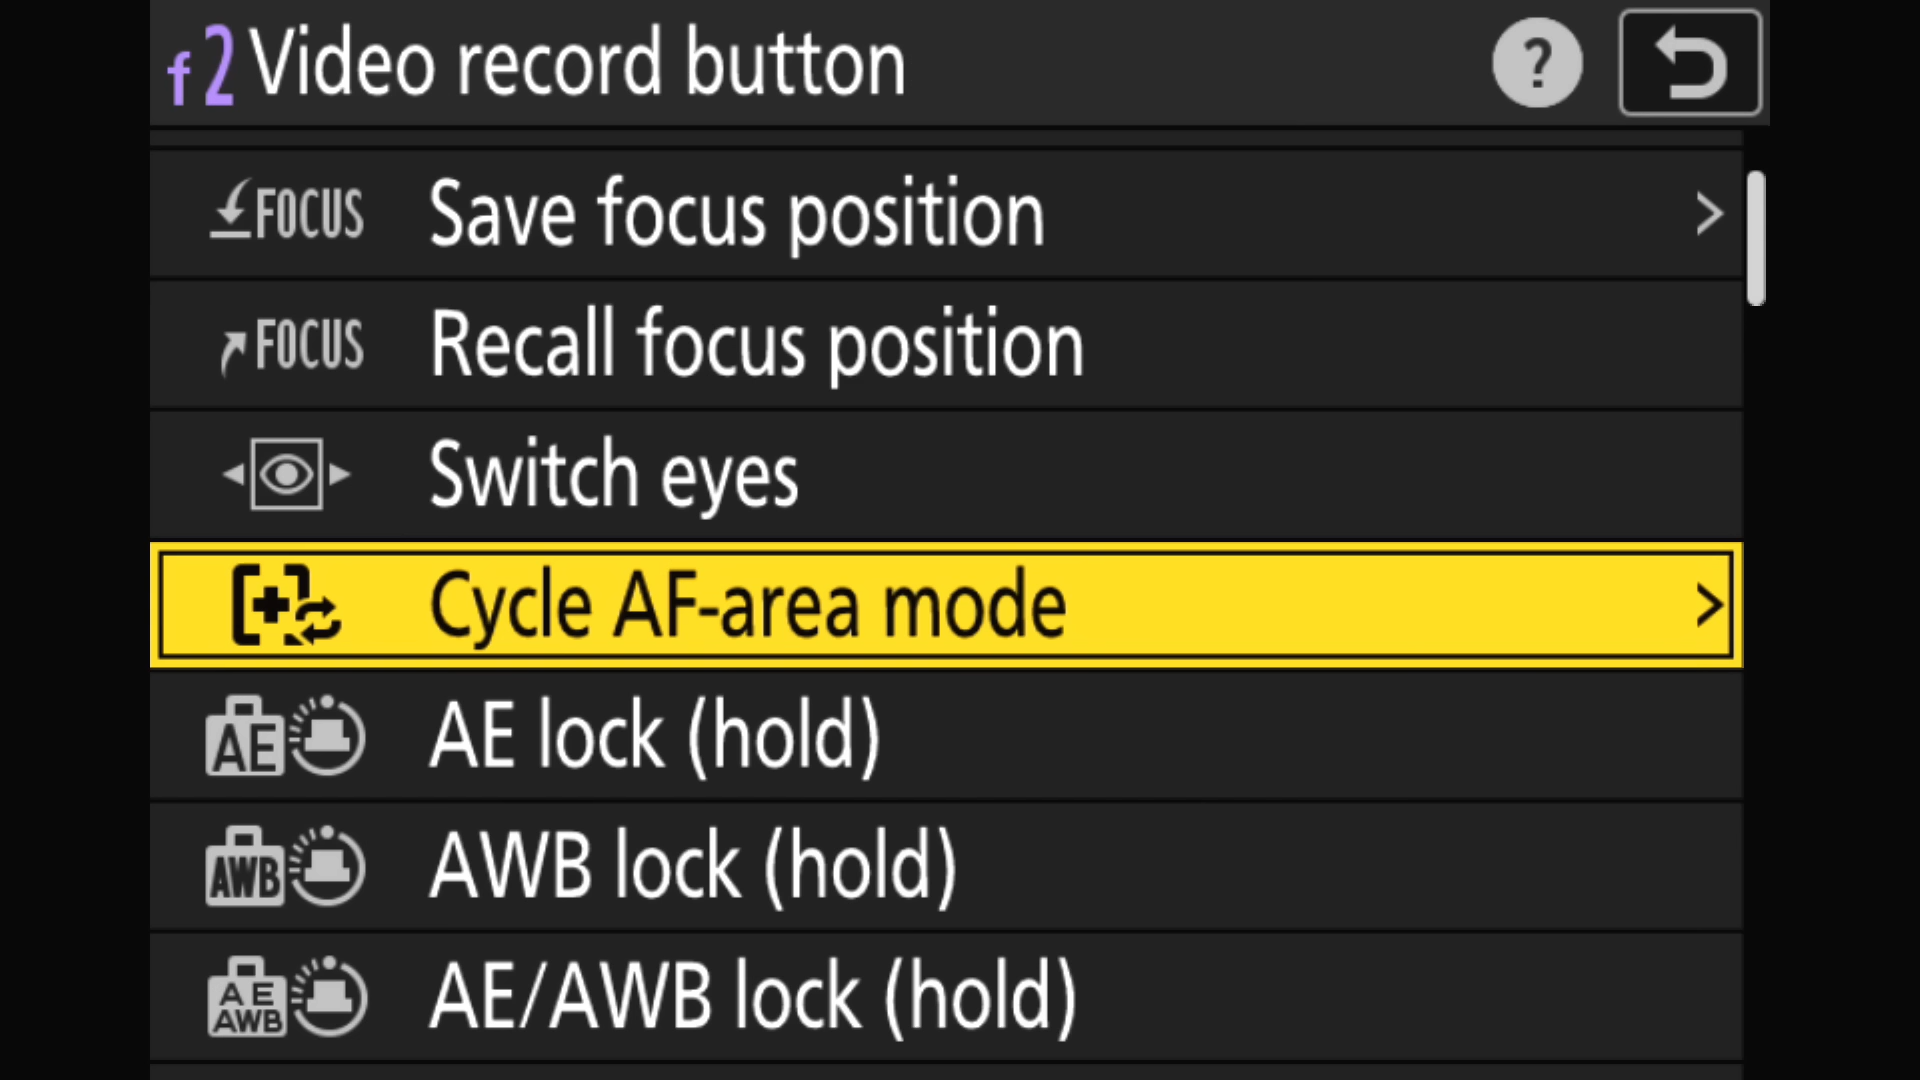 f2 Video record button ?
FOCUS Save focus position >
FOCUS Recall focus position
Switch eyes
Cycle AF-area mode >
AE AE lock (hold)
AWB AWB lock (hold)
AE AWB AE/AWB lock (hold)